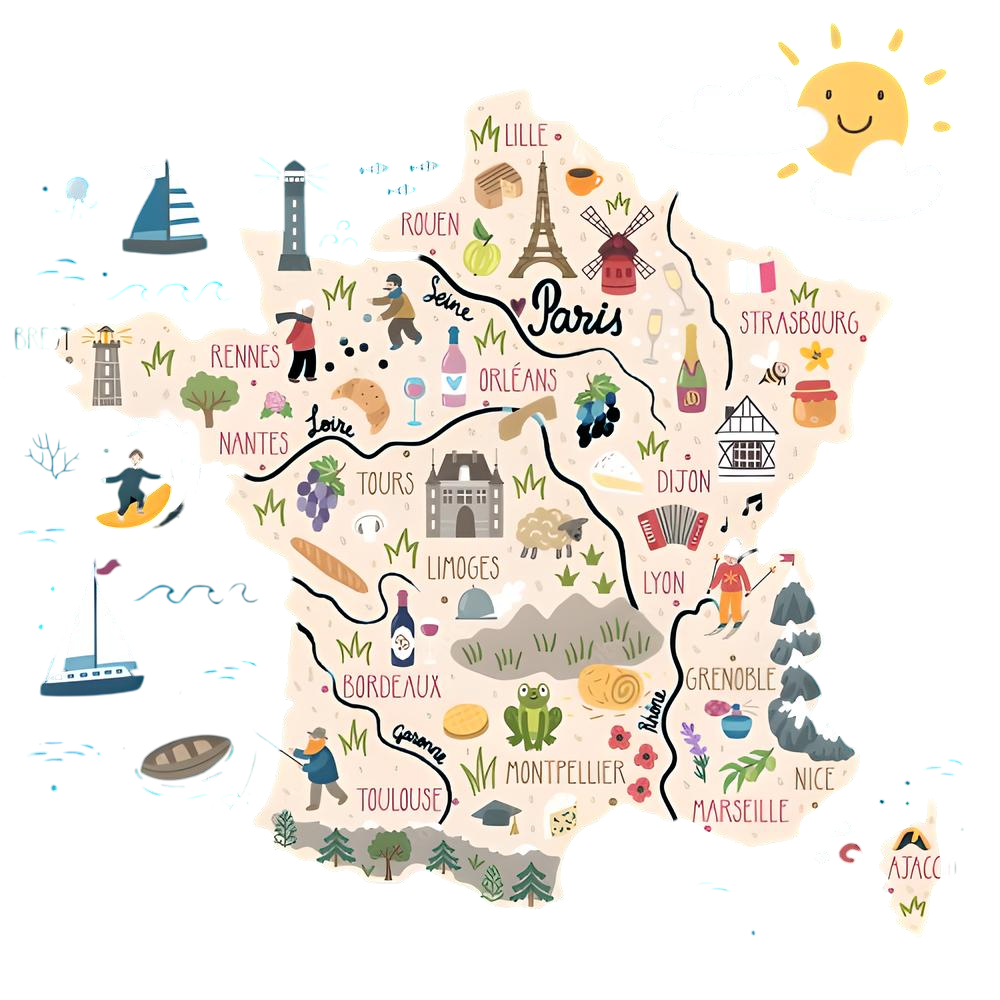 LILLE
ROUEN
Seine
Paris
STRASBOURG
BREST
RENNES
ORLÉANS
Loire
NANTES
TOURS
DIJON
LIMOGES
LYON
BORDEAUX
GRENOBLE
Rhône
Garonne
MONTPELLIER
NICE
TOULOUSE
MARSEILLE
AJACC